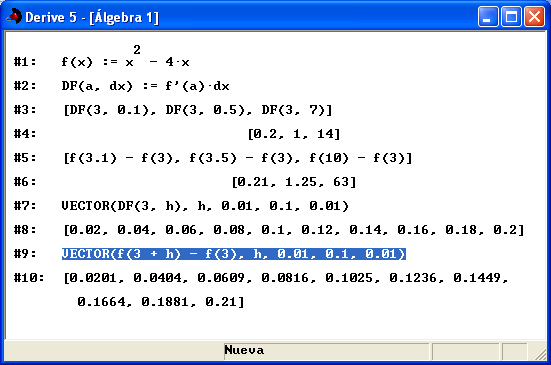 Derive 5 - [Álgebra 1]
#1: f(x) := x² - 4·x
#2: DF(a, dx) := f'(a)·dx
#3: [DF(3, 0.1), DF(3, 0.5), DF(3, 7)]
#4: [0.2, 1, 14]
#5: [f(3.1) - f(3), f(3.5) - f(3), f(10) - f(3)]
#6: [0.21, 1.25, 63]
#7: VECTOR(DF(3, h), h, 0.01, 0.1, 0.01)
#8: [0.02, 0.04, 0.06, 0.08, 0.1, 0.12, 0.14, 0.16, 0.18, 0.2]
#9: VECTOR(f(3 + h) - f(3), h, 0.01, 0.1, 0.01)
#10: [0.0201, 0.0404, 0.0609, 0.0816, 0.1025, 0.1236, 0.1449,
0.1664, 0.1881, 0.21]
Nueva